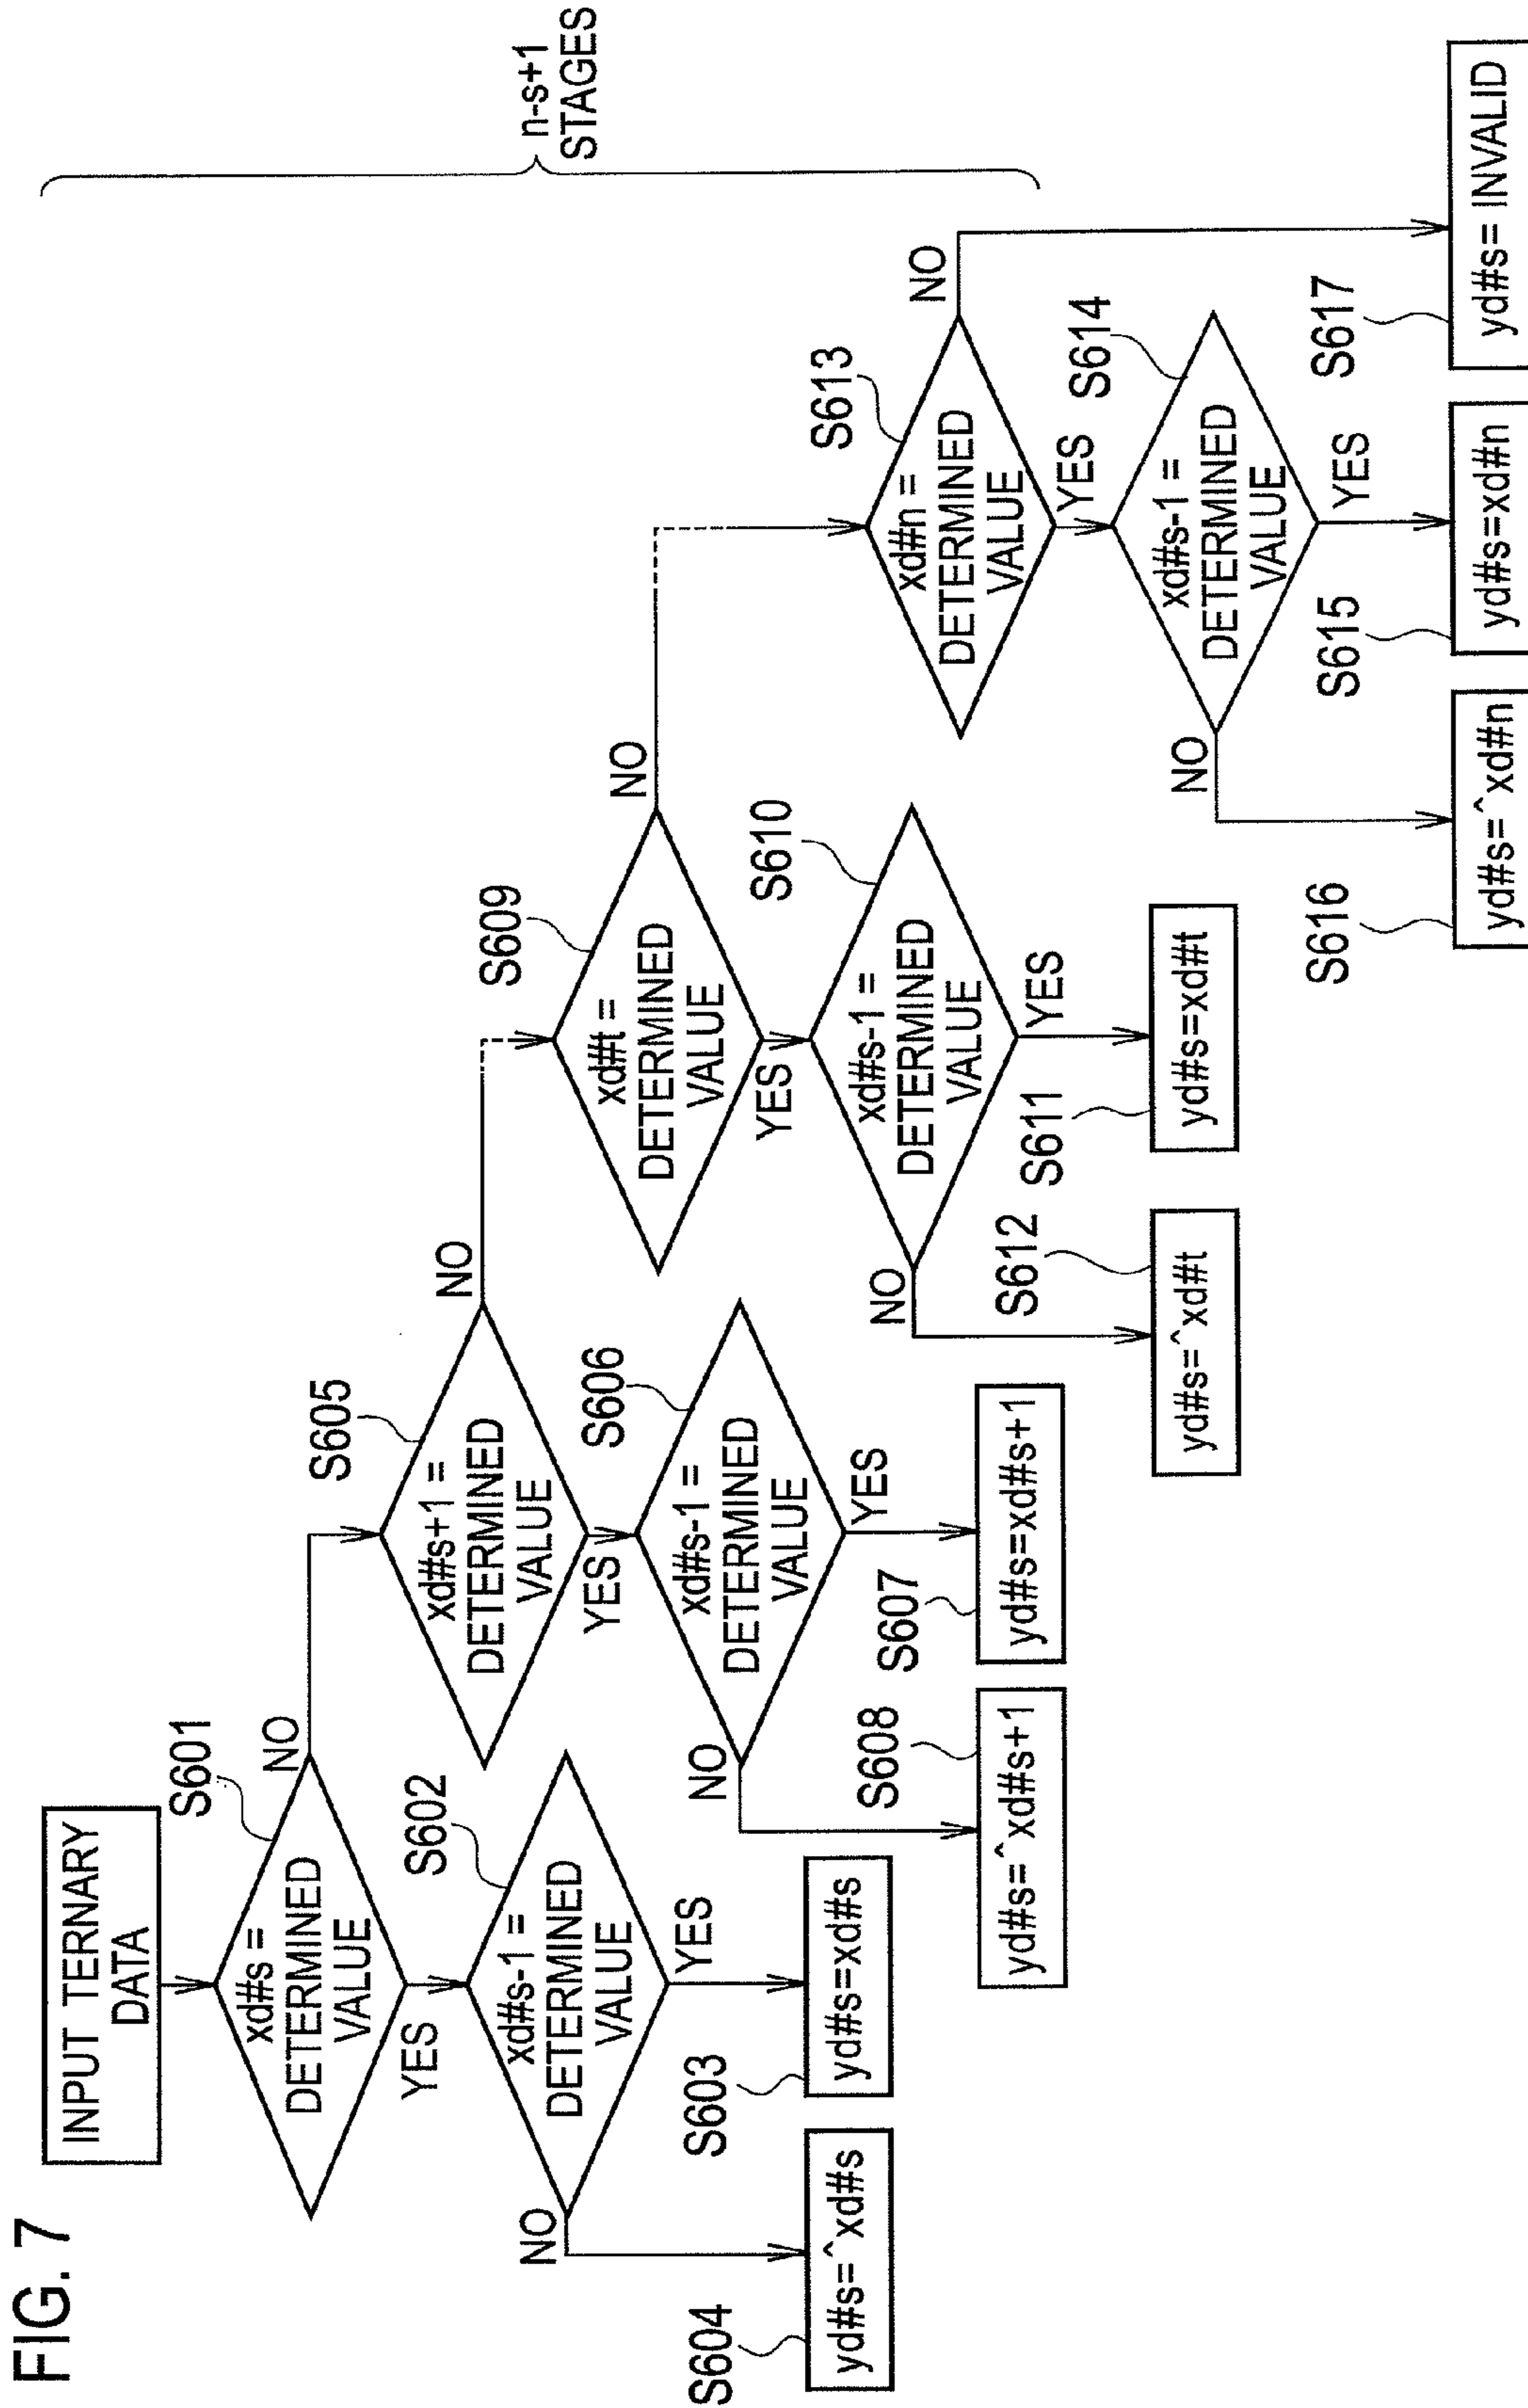 FIG. 7
INPUT TERNARY
DATA
S601
xd#s =
DETERMINED
VALUE
NO
YES
S602
xd#s-1 =
DETERMINED
VALUE
NO
YES
S604
yd#s=^xd#s
S603
yd#s=xd#s
S605
xd#s+1 =
DETERMINED
VALUE
NO
YES
S606
xd#s-1 =
DETERMINED
VALUE
NO
YES
S608
yd#s=^xd#s+1
S607
yd#s=xd#s+1
S609
xd#t =
DETERMINED
VALUE
NO
YES
S610
xd#s-1 =
DETERMINED
VALUE
NO
YES
S612
yd#s=^xd#t
S611
yd#s=xd#t
S613
xd#n =
DETERMINED
VALUE
NO
YES
S614
xd#s-1 =
DETERMINED
VALUE
NO
YES
S616
yd#s=^xd#n
S615
yd#s=xd#n
S617
yd#s= INVALID
n-s+1
STAGES